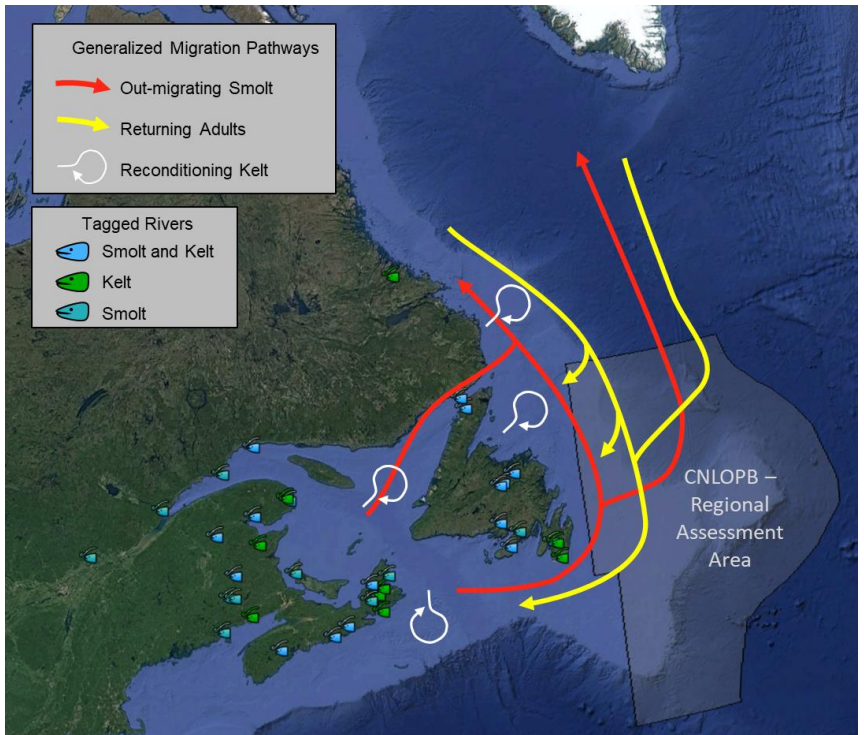 Generalized Migration Pathways
Out-migrating Smolt
Returning Adults
Reconditioning Kelt
Tagged Rivers
Smolt and Kelt
Kelt
Smolt
CNLOPB –
Regional
Assessment
Area